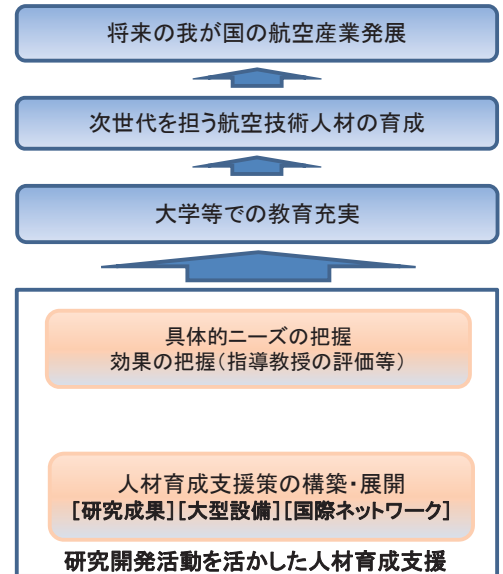 将来の我が国の航空産業発展
次世代を担う航空技術人材の育成
大学等での教育充実
具体的ニーズの把握
効果の把握(指導教授の評価等)
人材育成支援策の構築・展開
[研究成果][大型設備][国際ネットワーク]
研究開発活動を活かした人材育成支援